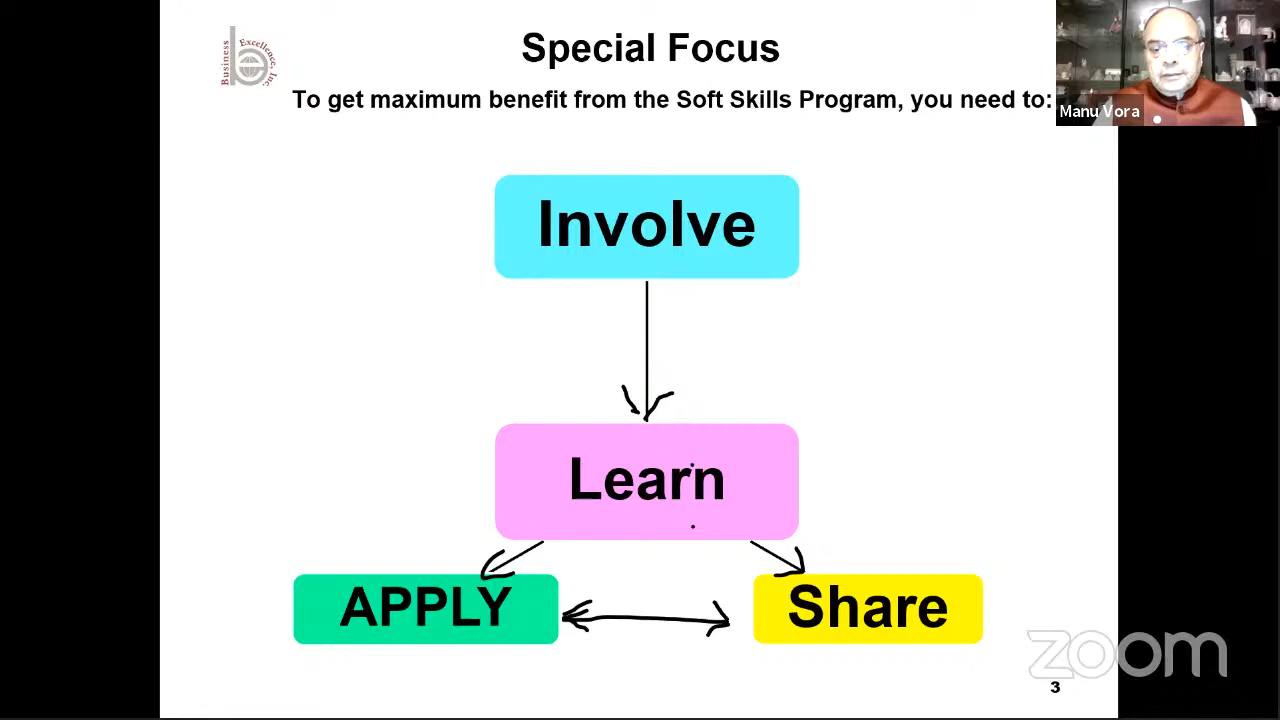 Business
Excellence, Inc.
be
Special Focus
To get maximum benefit from the Soft Skills Program, you need to:
Manu Vora
Involve
Learn
APPLY
Share
zoom
3